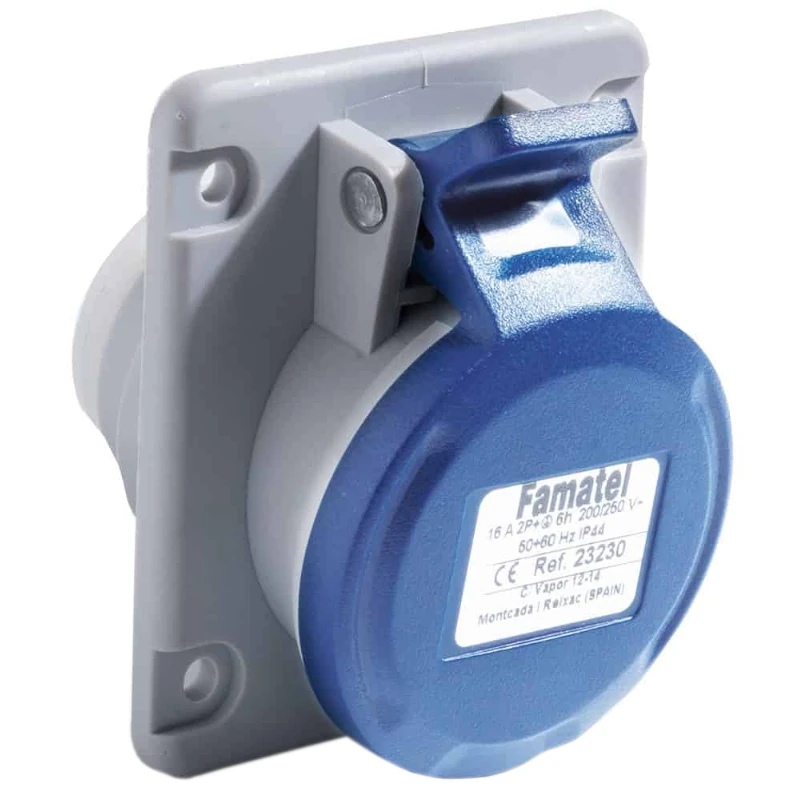 Famatel
16 A 2P+⏚ 6h 200/250 V~
50÷60 Hz IP44
CE Ref. 23230
C. Vapor 12-14
Montcada i Reixac (SPAIN)